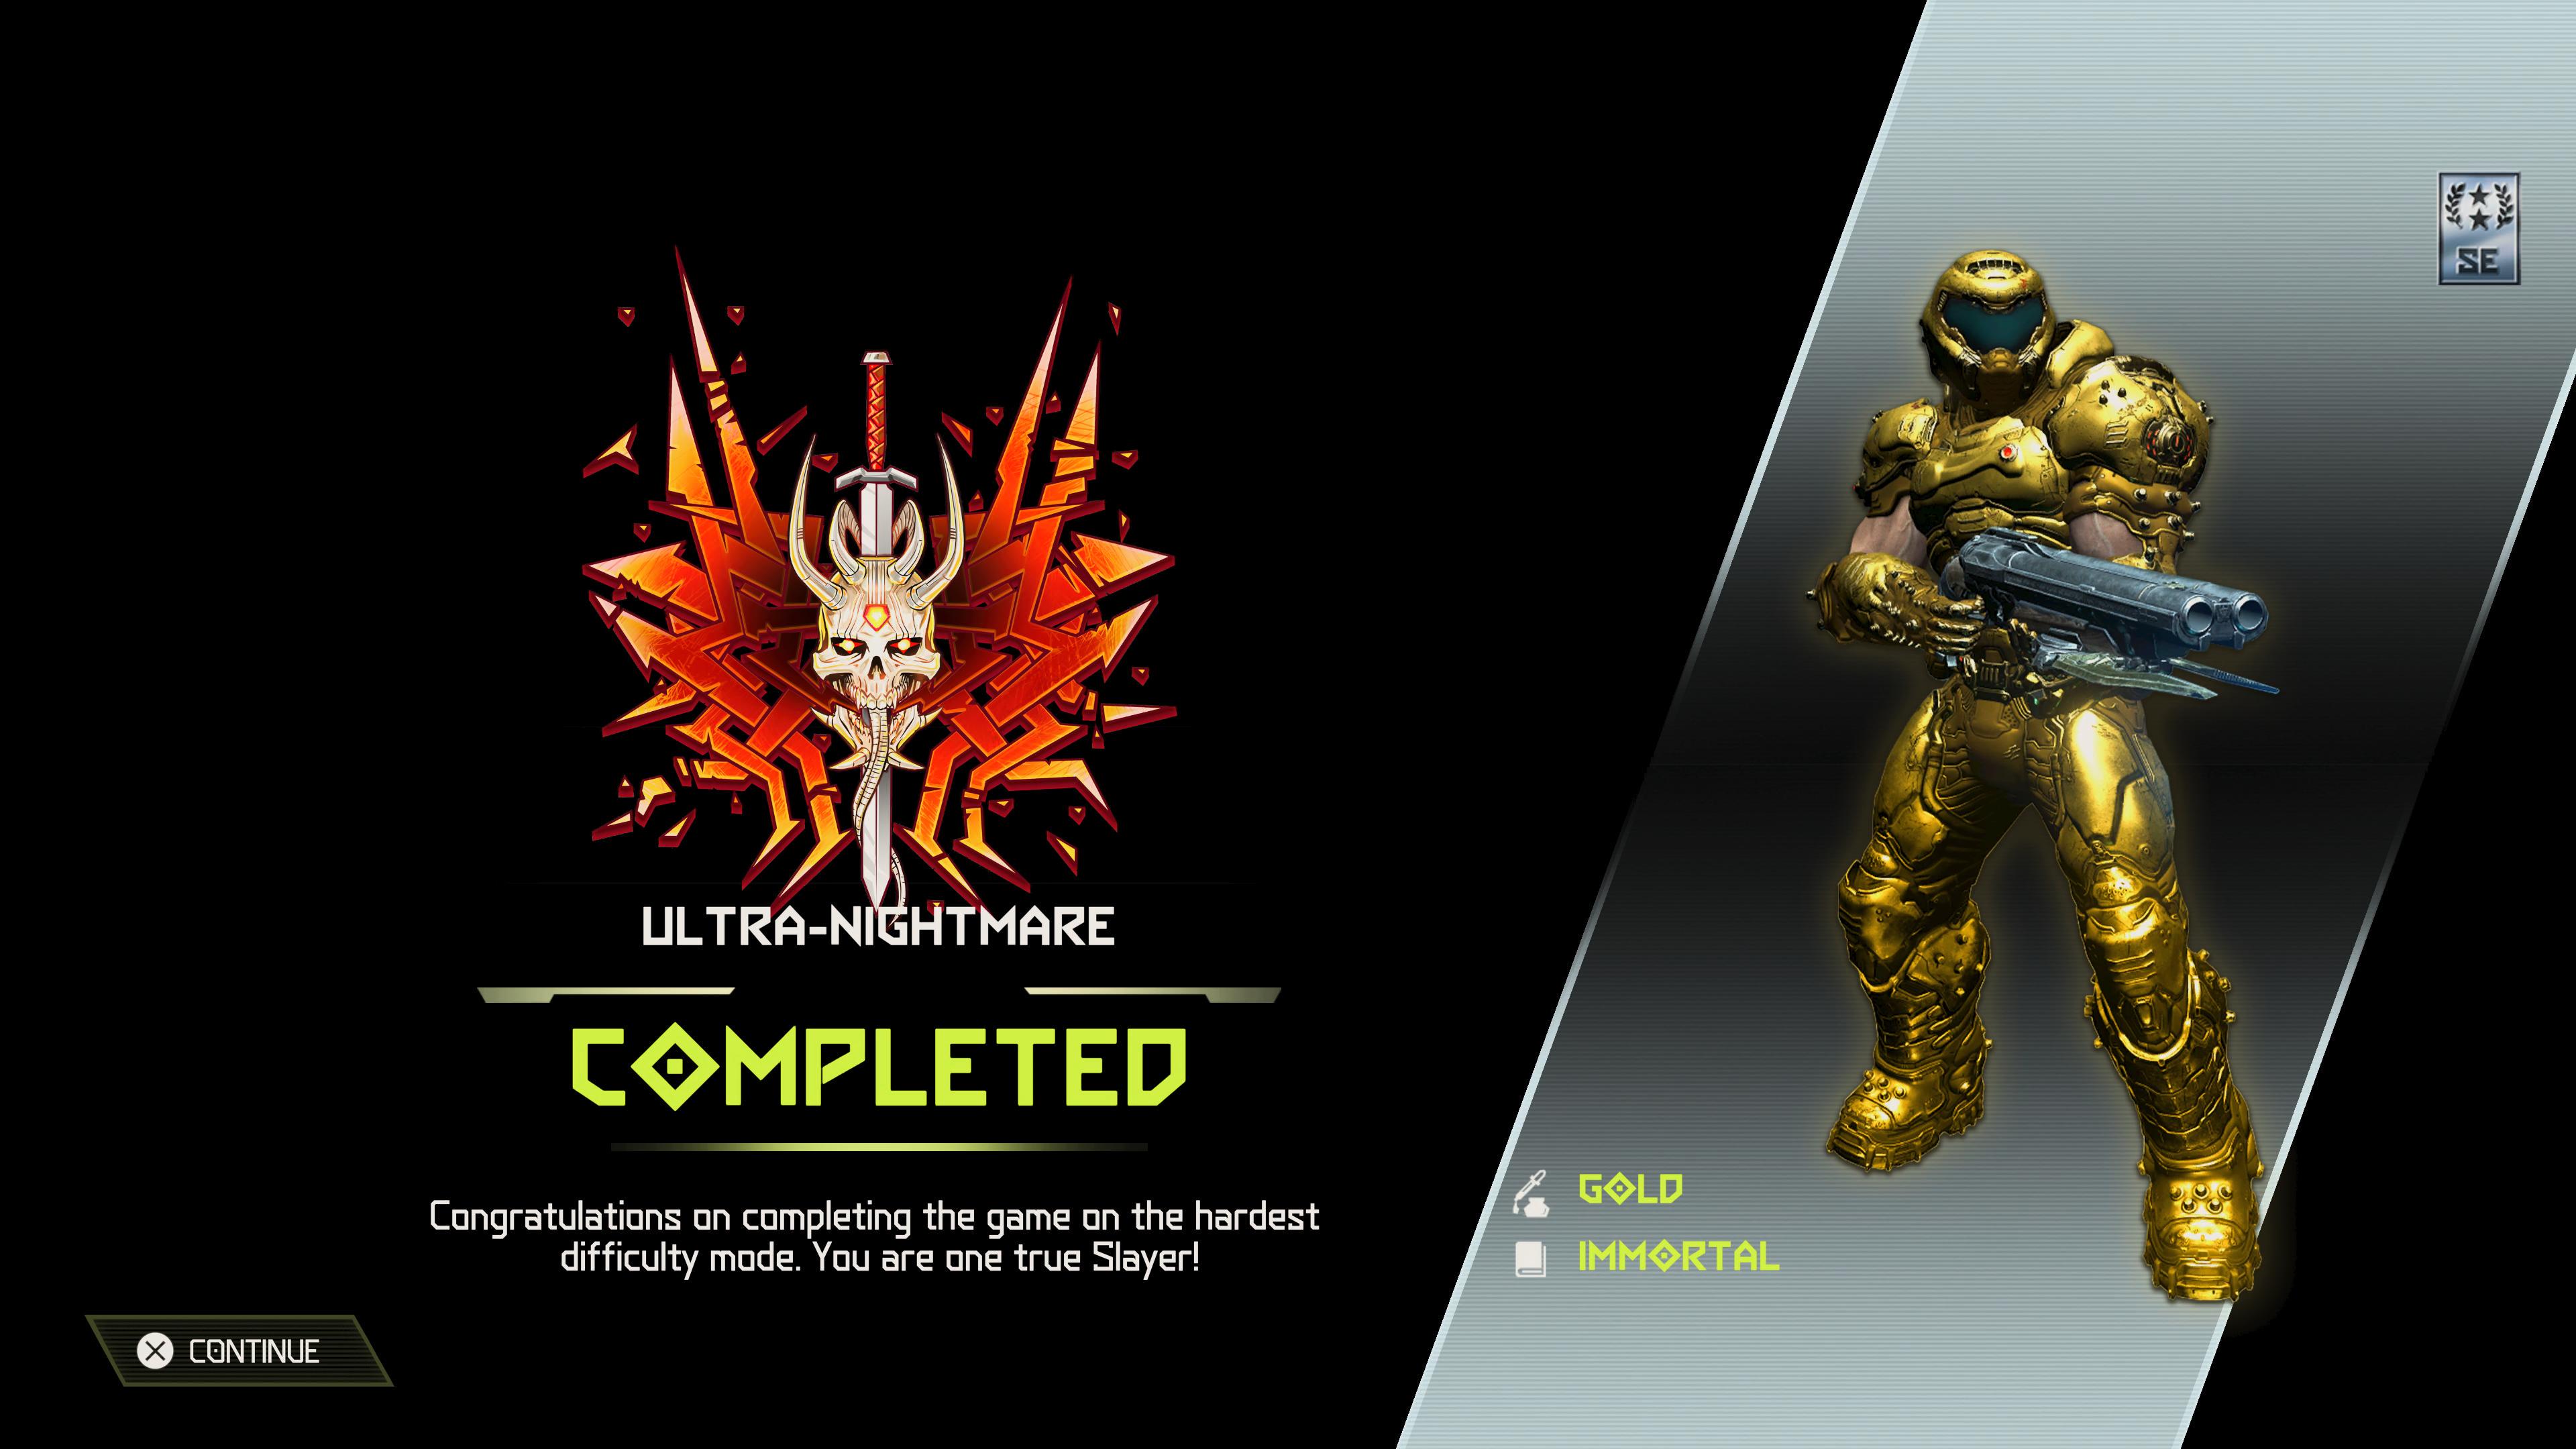 SE
ULTRA-NIGHTMARE
COMPLETED
Congratulations on completing the game on the hardest
difficulty mode. You are one true Slayer!
GOLD
IMMORTAL
CONTINUE